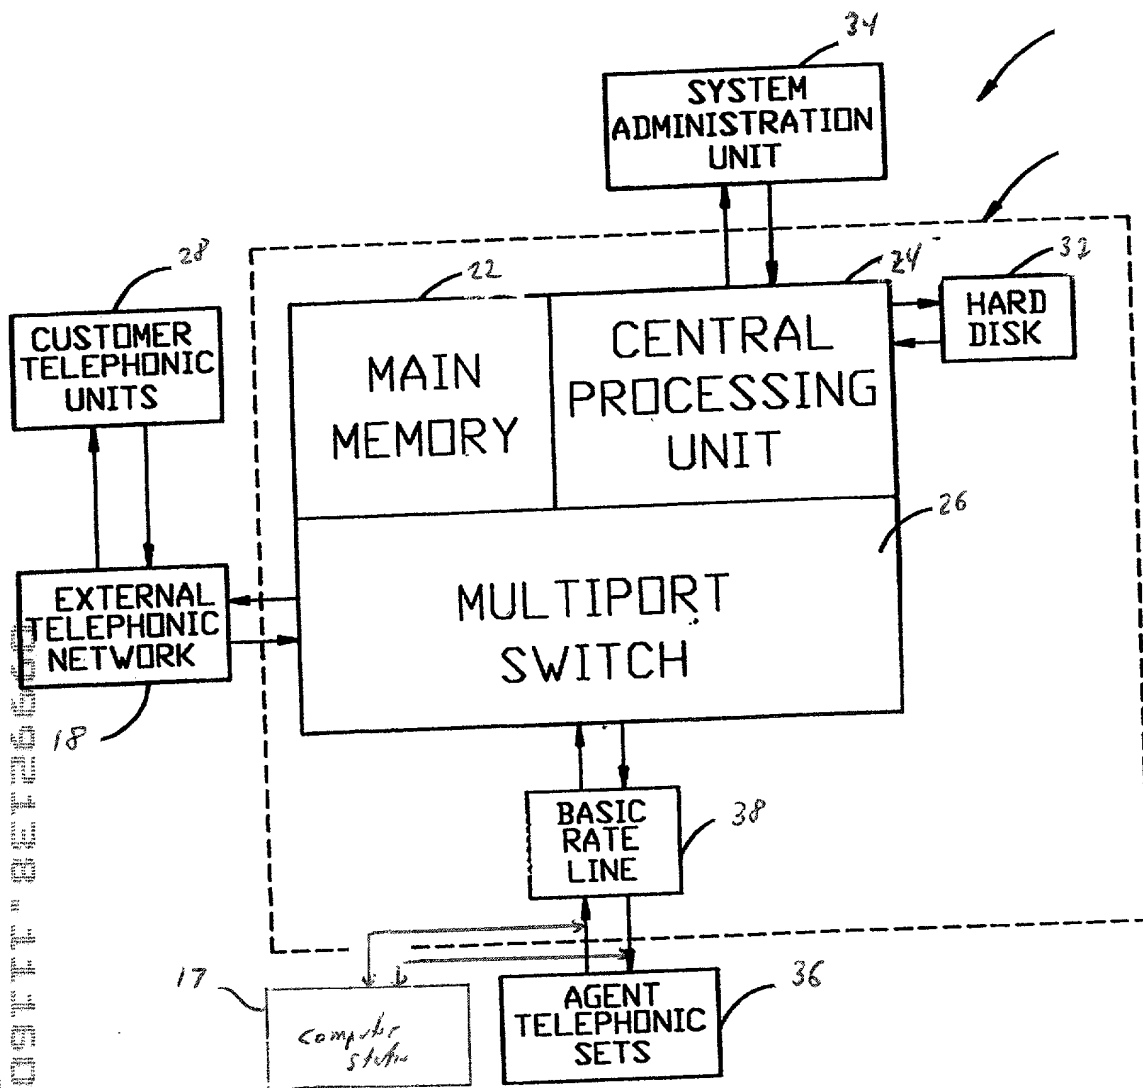 34
SYSTEM
ADMINISTRATION
UNIT
28
22
24
32
CUSTOMER
TELEPHONIC
UNITS
MAIN
MEMORY
CENTRAL
PROCESSING
UNIT
HARD
DISK
26
EXTERNAL
TELEPHONIC
NETWORK
MULTIPORT
SWITCH
18
BASIC
RATE
LINE
38
17
computer
station
AGENT
TELEPHONIC
SETS
36